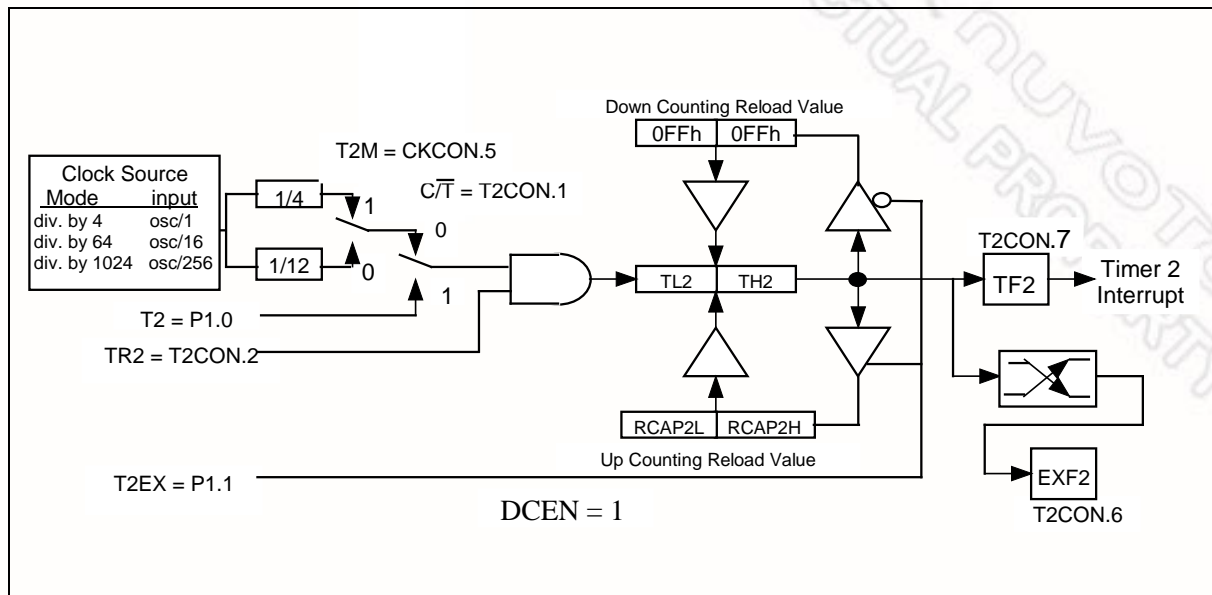 Down Counting Reload Value
0FFh 0FFh
T2M = CKCON.5
C/T̅ = T2CON.1
Clock Source
Mode input
div. by 4 osc/1
div. by 64 osc/16
div. by 1024 osc/256
1/4
1
0
1/12
0
1
T2 = P1.0
TR2 = T2CON.2
TL2 TH2
T2CON.7
TF2
Timer 2
Interrupt
RCAP2L RCAP2H
Up Counting Reload Value
T2EX = P1.1
EXF2
T2CON.6
DCEN = 1
NUVOTO
CTUAL PROPERTY